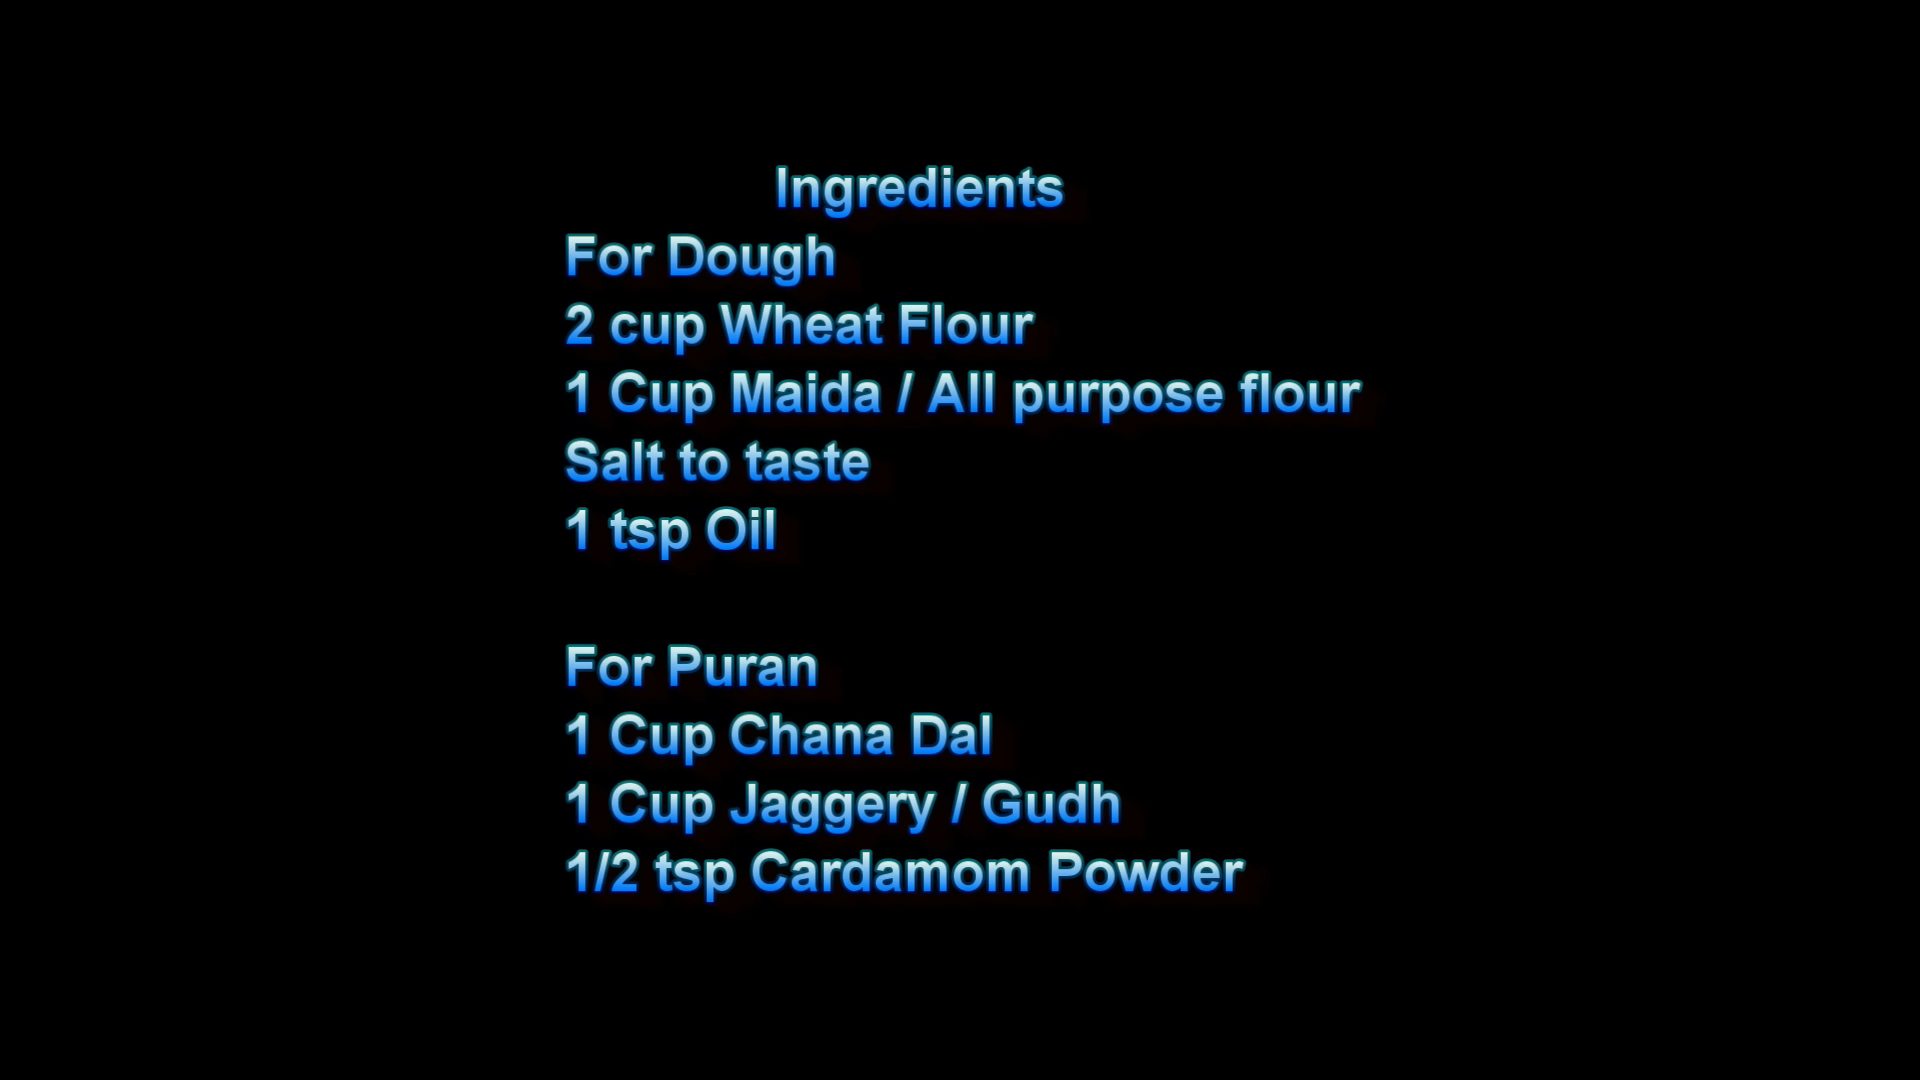 Ingredients
For Dough
2 cup Wheat Flour
1 Cup Maida / All purpose flour
Salt to taste
1 tsp Oil
For Puran
1 Cup Chana Dal
1 Cup Jaggery / Gudh
1/2 tsp Cardamom Powder